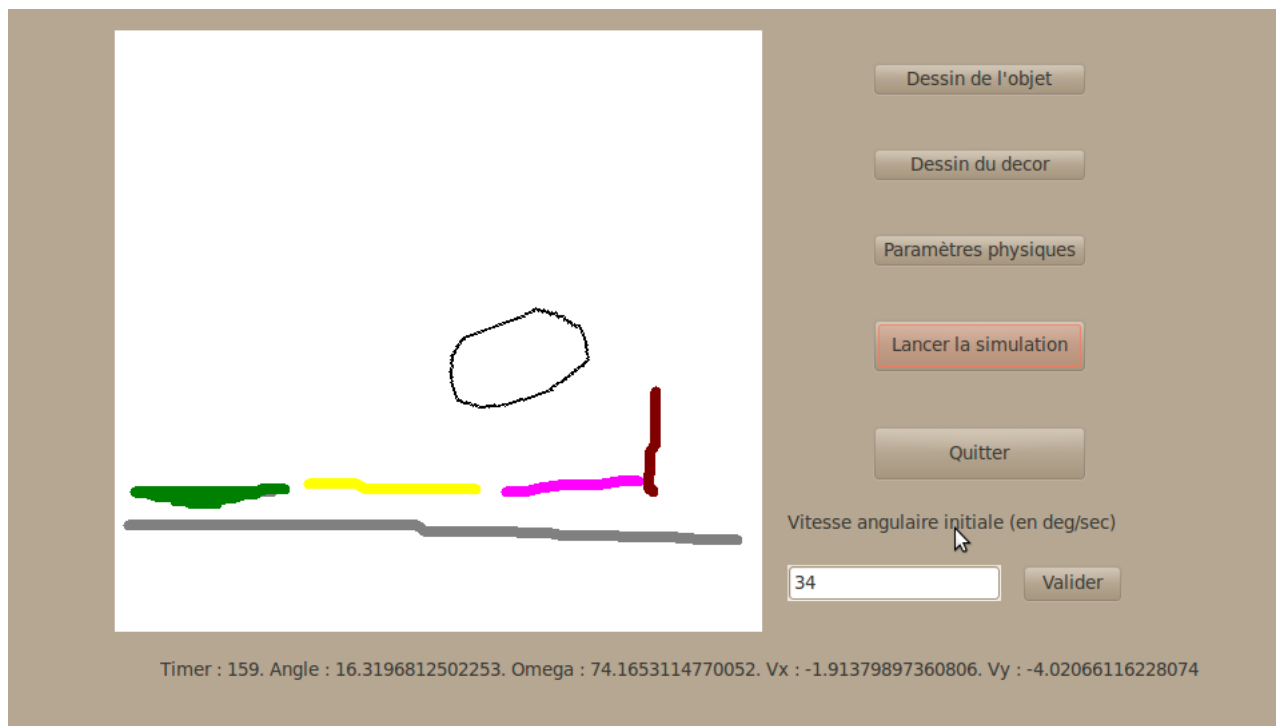 Dessin de l'objet
Dessin du decor
Paramètres physiques
Lancer la simulation
Quitter
Vitesse angulaire initiale (en deg/sec)
34
Valider
Timer : 159. Angle : 16.3196812502253. Omega : 74.1653114770052. Vx : -1.91379897360806. Vy : -4.02066116228074